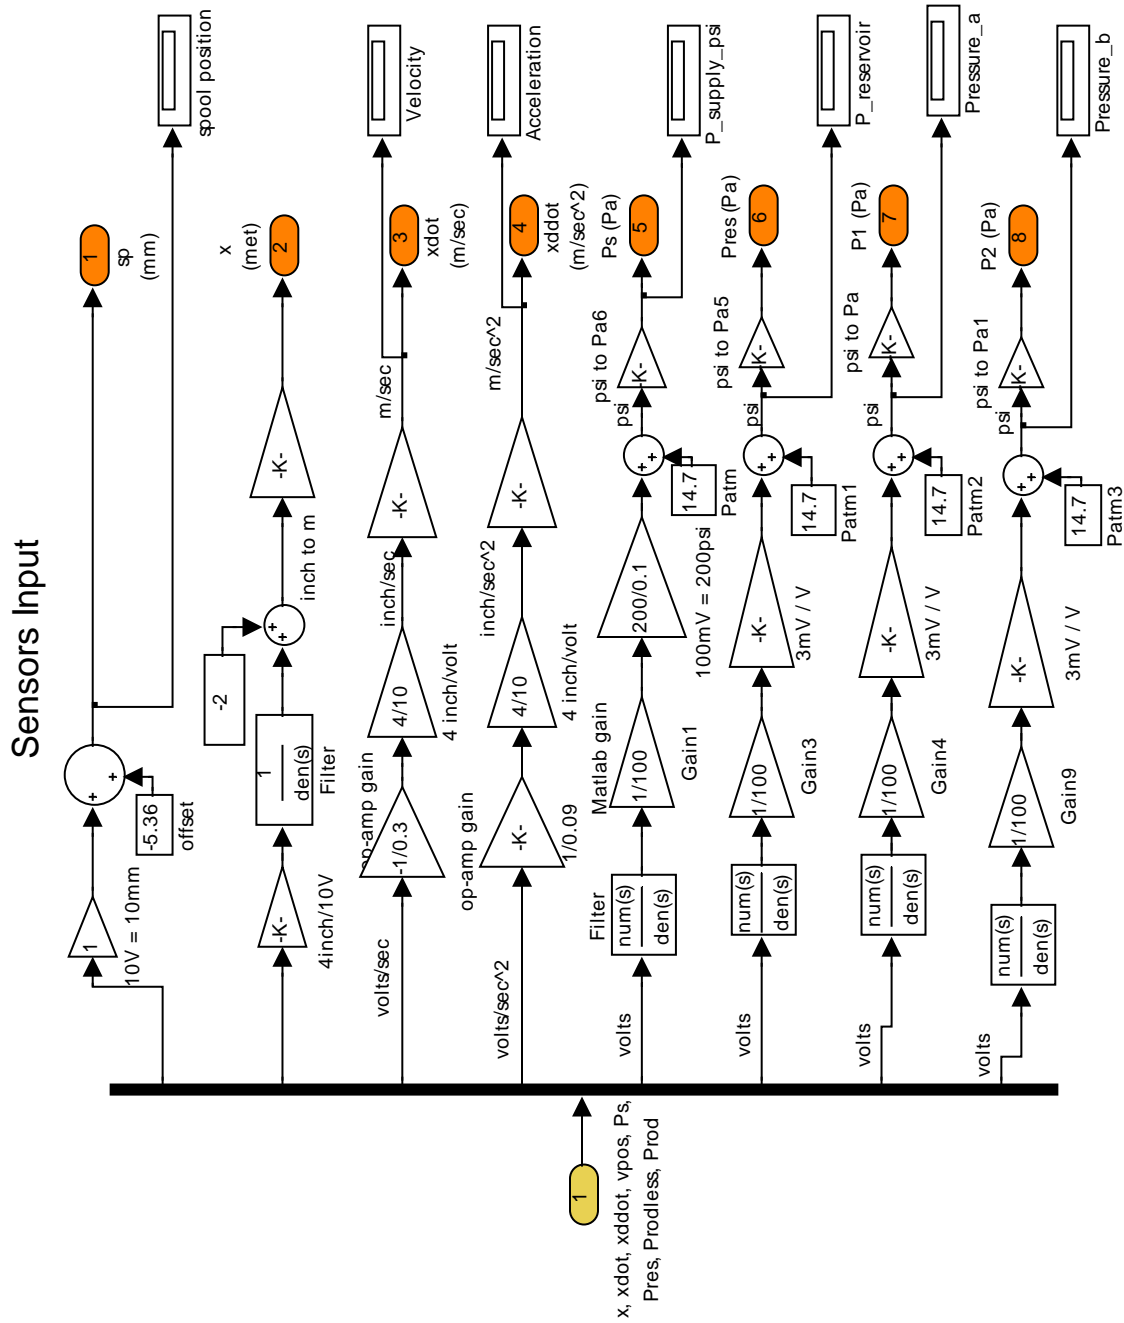 Sensors Input
1
x, xdot, xddot, vpos, Ps,
Pres, Prodless, Prod
1
10V = 10mm
-5.36
offset
+
+
1
sp
(mm)
spool position
-K-
4inch/10V
1
den(s)
Filter
-2
+
+
inch to m
-K-
x
(met)
2
volts/sec
op-amp gain
-1/0.3
4/10
4 inch/volt
inch/sec
-K-
m/sec
3
xdot
(m/sec)
Velocity
volts/sec^2
op-amp gain
-K-
1/0.09
4/10
4 inch/volt
inch/sec^2
-K-
m/sec^2
4
xddot
(m/sec^2)
Acceleration
volts
Filter
num(s)
den(s)
Matlab gain
1/100
Gain1
200/0.1
100mV = 200psi
+
+
14.7
Patm
psi
psi to Pa6
-K-
Ps (Pa)
5
P_supply_psi
volts
num(s)
den(s)
1/100
Gain3
-K-
3mV / V
+
+
14.7
Patm1
psi
psi to Pa5
-K-
Pres (Pa)
6
P_reservoir
volts
num(s)
den(s)
1/100
Gain4
-K-
3mV / V
+
+
14.7
Patm2
psi
psi to Pa
-K-
P1 (Pa)
7
Pressure_a
volts
num(s)
den(s)
1/100
Gain9
-K-
3mV / V
+
+
14.7
Patm3
psi
psi to Pa1
-K-
P2 (Pa)
8
Pressure_b